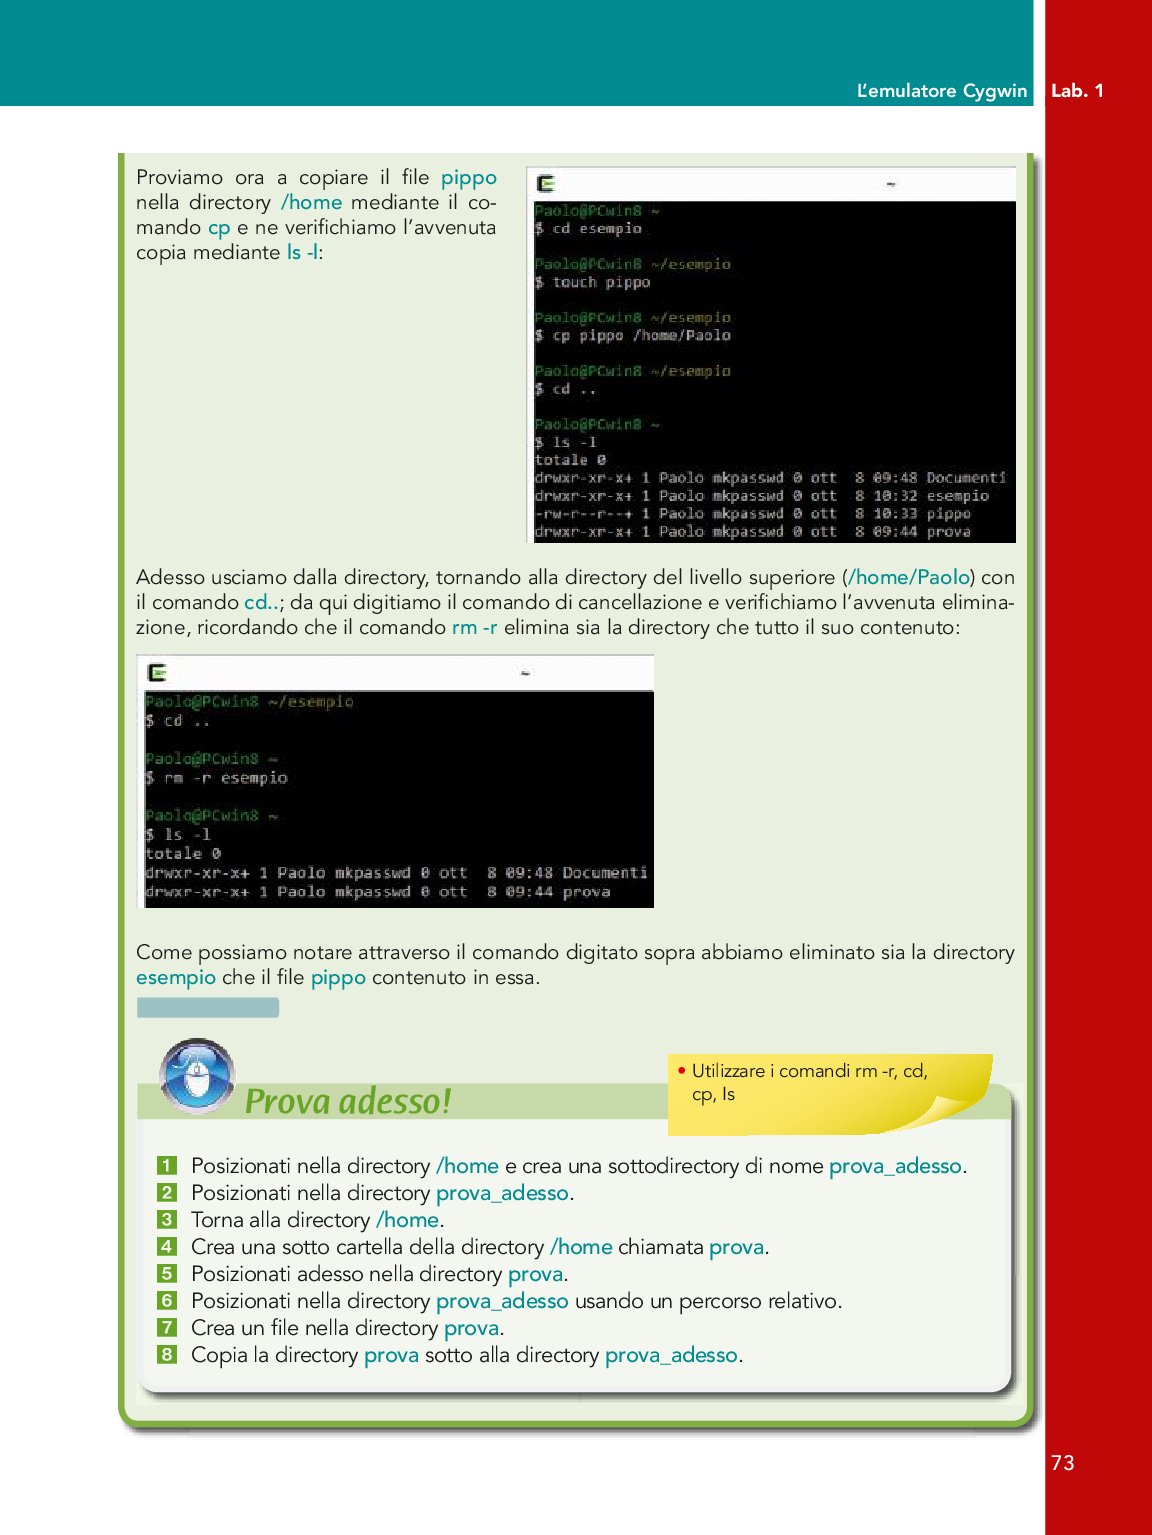 L'emulatore Cygwin Lab. 1
Proviamo ora a copiare il file pippo
nella directory /home mediante il co-
mando cp e ne verifichiamo l'avvenuta
copia mediante ls -l:
~
Paolo@PCwin8 ~
$ cd esempio
Paolo@PCwin8 ~/esempio
$ touch pippo
Paolo@PCwin8 ~/esempio
$ cp pippo /home/Paolo
Paolo@PCwin8 ~/esempio
$ cd ..
Paolo@PCwin8 ~
$ ls -l
totale 0
drwxr-xr-x+ 1 Paolo mkpasswd 0 ott 8 09:48 Documenti
drwxr-xr-x+ 1 Paolo mkpasswd 0 ott 8 10:32 esempio
-rw-r--r--+ 1 Paolo mkpasswd 0 ott 8 10:33 pippo
drwxr-xr-x+ 1 Paolo mkpasswd 0 ott 8 09:44 prova
Adesso usciamo dalla directory, tornando alla directory del livello superiore (/home/Paolo) con
il comando cd..; da qui digitiamo il comando di cancellazione e verifichiamo l'avvenuta elimina-
zione, ricordando che il comando rm -r elimina sia la directory che tutto il suo contenuto:
~
Paolo@PCwin8 ~/esempio
$ cd ..
Paolo@PCwin8 ~
$ rm -r esempio
Paolo@PCwin8 ~
$ ls -l
totale 0
drwxr-xr-x+ 1 Paolo mkpasswd 0 ott 8 09:48 Documenti
drwxr-xr-x+ 1 Paolo mkpasswd 0 ott 8 09:44 prova
Come possiamo notare attraverso il comando digitato sopra abbiamo eliminato sia la directory
esempio che il file pippo contenuto in essa.
Prova adesso!
• Utilizzare i comandi rm -r, cd,
cp, ls
1 Posizionati nella directory /home e crea una sottodirectory di nome prova_adesso.
2 Posizionati nella directory prova_adesso.
3 Torna alla directory /home.
4 Crea una sotto cartella della directory /home chiamata prova.
5 Posizionati adesso nella directory prova.
6 Posizionati nella directory prova_adesso usando un percorso relativo.
7 Crea un file nella directory prova.
8 Copia la directory prova sotto alla directory prova_adesso.
73